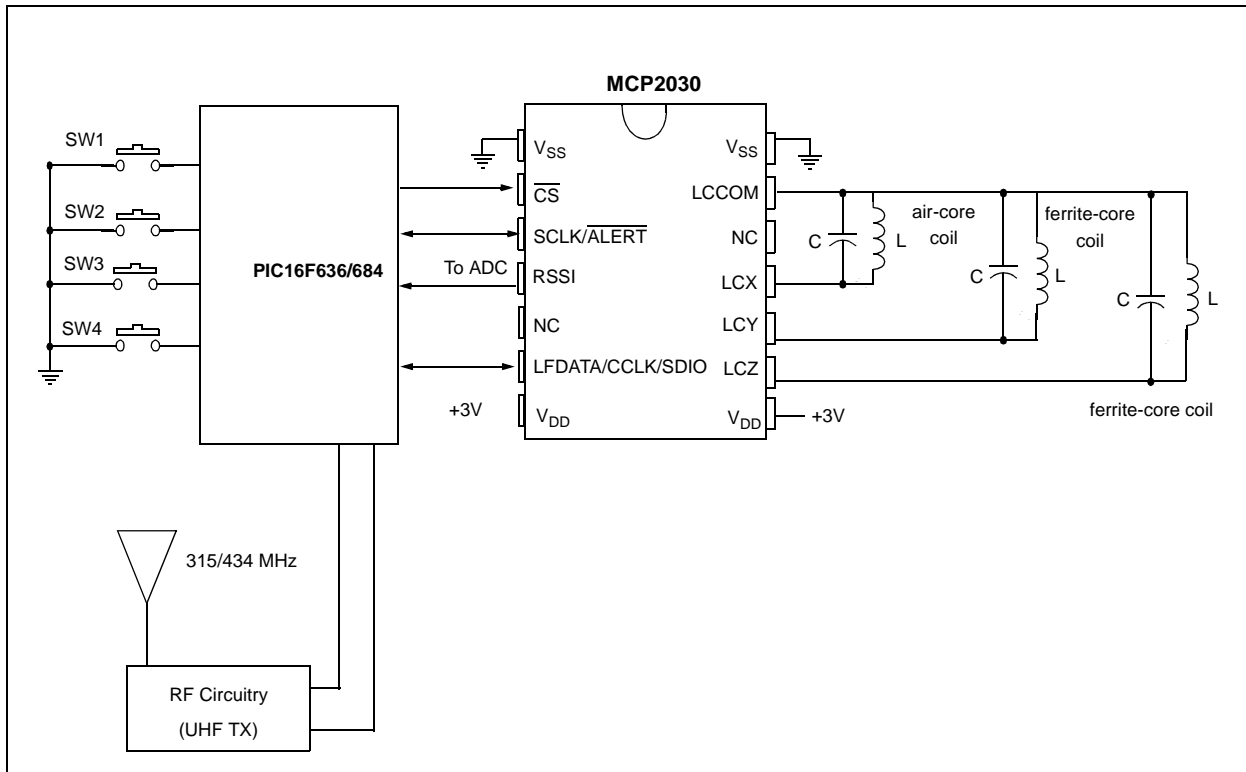 MCP2030
SW1
SW2
SW3
SW4
PIC16F636/684
To ADC
+3V
VSS
CS
SCLK/ALERT
RSSI
NC
LFDATA/CCLK/SDIO
VDD
VSS
LCCOM
NC
LCX
LCY
LCZ
VDD
+3V
C
L
air-core
coil
C
L
ferrite-core
coil
C
L
ferrite-core coil
315/434 MHz
RF Circuitry
(UHF TX)